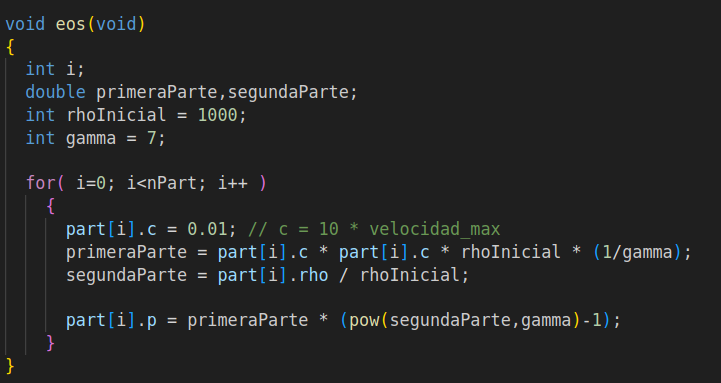 void eos(void)
{
int i;
double primeraParte,segundaParte;
int rhoInicial = 1000;
int gamma = 7;
for( i=0; i<nPart; i++ )
{
part[i].c = 0.01; // c = 10 * velocidad_max
primeraParte = part[i].c * part[i].c * rhoInicial * (1/gamma);
segundaParte = part[i].rho / rhoInicial;
part[i].p = primeraParte * (pow(segundaParte,gamma)-1);
}
}